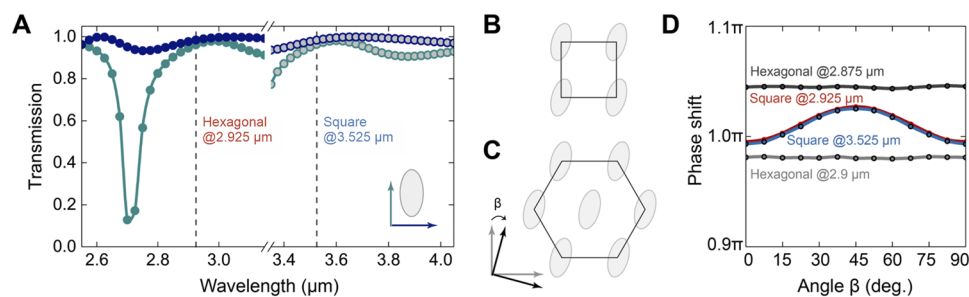 A
1.0
0.8
0.6
0.4
0.2
0.0
Transmission
Hexagonal
@2.925 µm
Square
@3.525 µm
2.6
2.8
3.0
3.4
3.6
3.8
4.0
Wavelength (µm)
B
C
β
D
1.1π
1.0π
0.9π
Phase shift
Hexagonal @2.875 µm
Square @2.925 µm
Square @3.525 µm
Hexagonal @2.9 µm
0
15
30
45
60
75
90
Angle β (deg.)